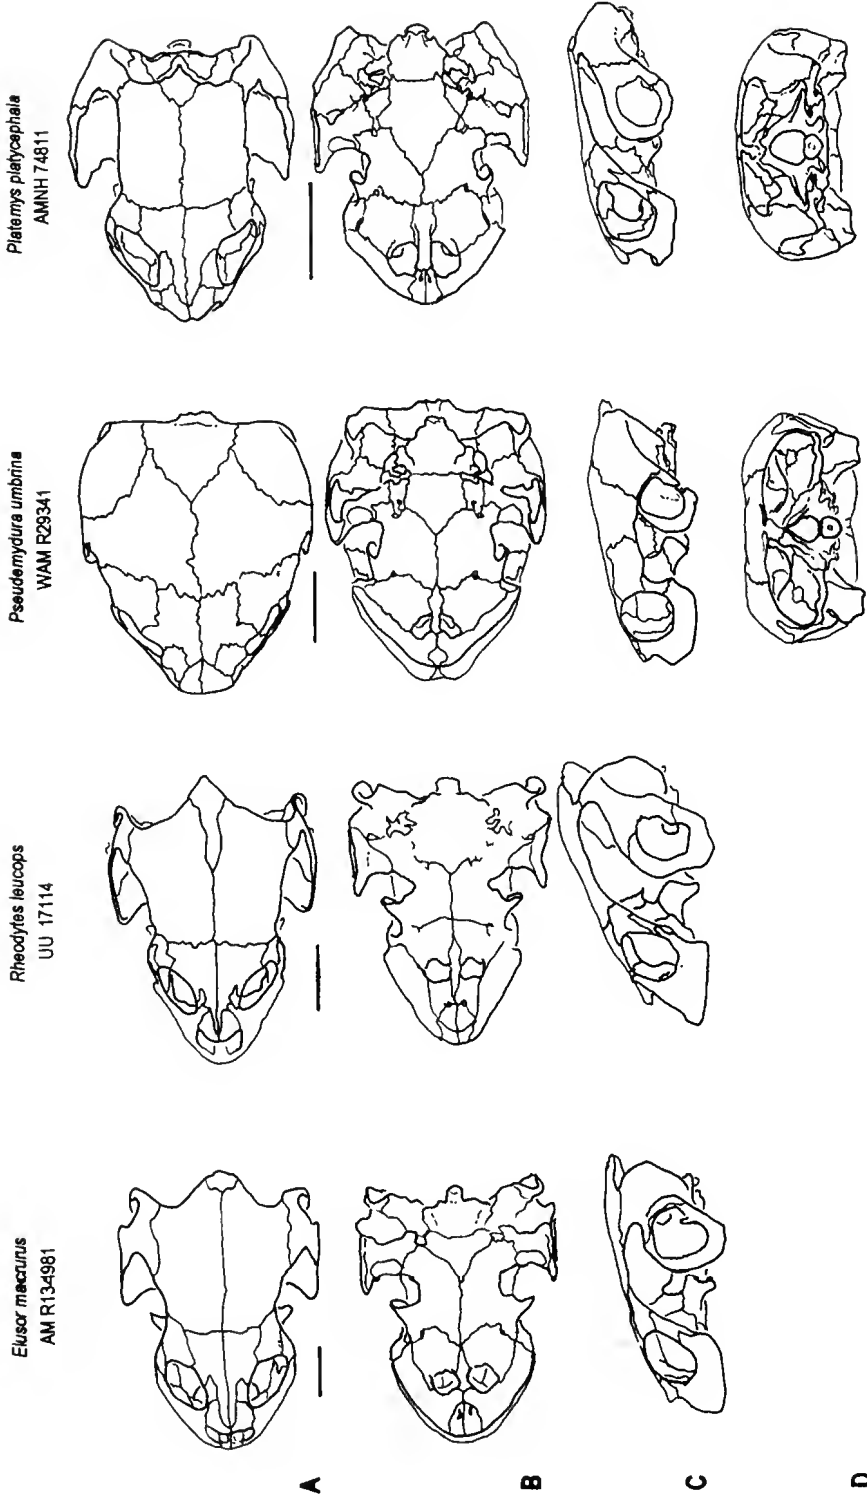 Elusor macrurus
AM R134981
Rheodytes leucops
UU 17114
Pseudemydura umbrina
WAM R29341
Platemys platycephala
AMNH 74811
A
B
C
D